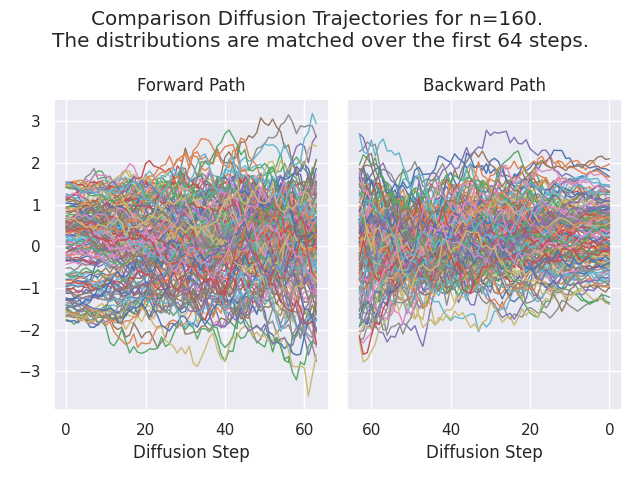 Comparison Diffusion Trajectories for n=160.
The distributions are matched over the first 64 steps.
Forward Path
Backward Path
3
2
1
0
−1
−2
−3
0 20 40 60
60 40 20 0
Diffusion Step
Diffusion Step